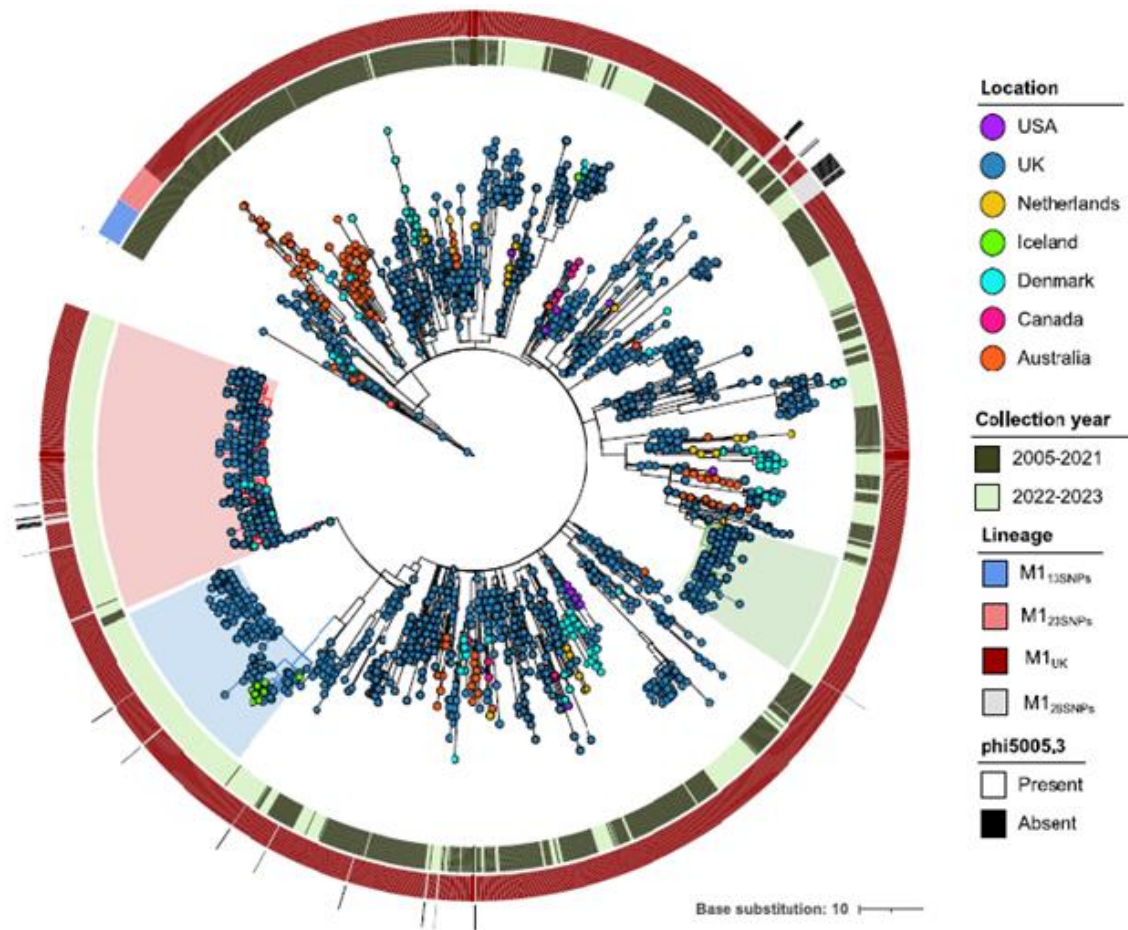 Location
USA
UK
Netherlands
Iceland
Denmark
Canada
Australia
Collection year
2005-2021
2022-2023
Lineage
M113SNPs
M123SNPs
M1UK
M126SNPs
phi5005.3
Present
Absent
Base substitution: 10